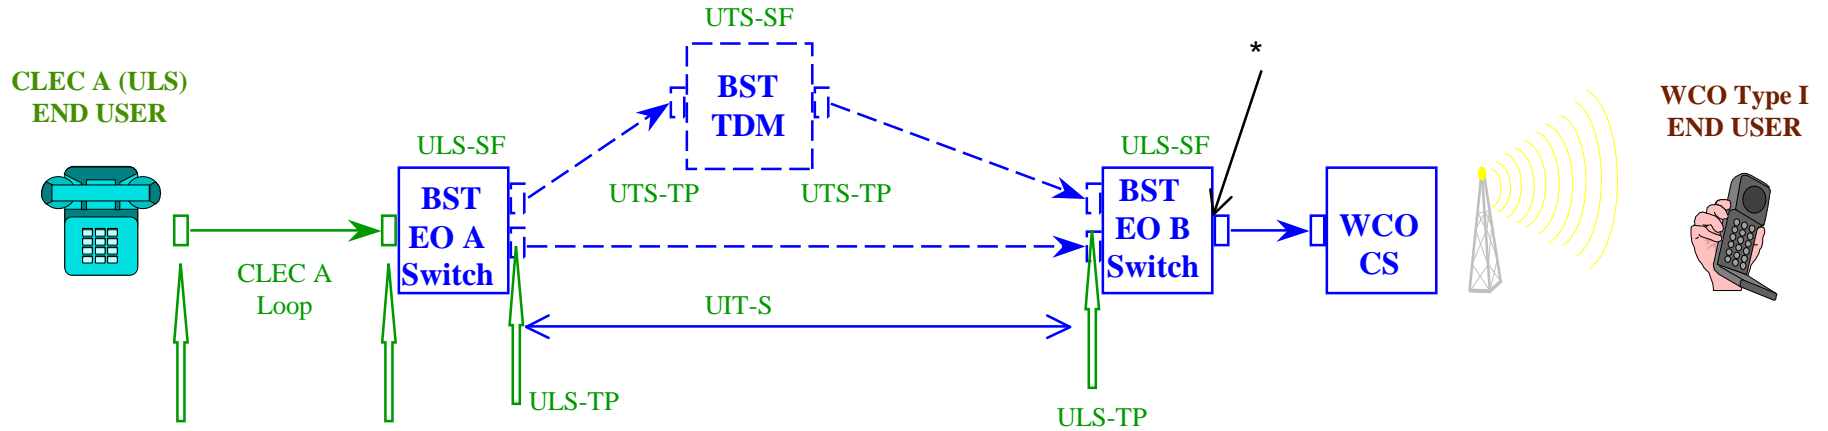 UTS-SF
*
CLEC A (ULS)
END USER
BST
TDM
WCO Type I
END USER
ULS-SF
ULS-SF
UTS-TP
UTS-TP
BST
EO A
Switch
BST
EO B
Switch
WCO
CS
CLEC A
Loop
UIT-S
ULS-TP
ULS-TP